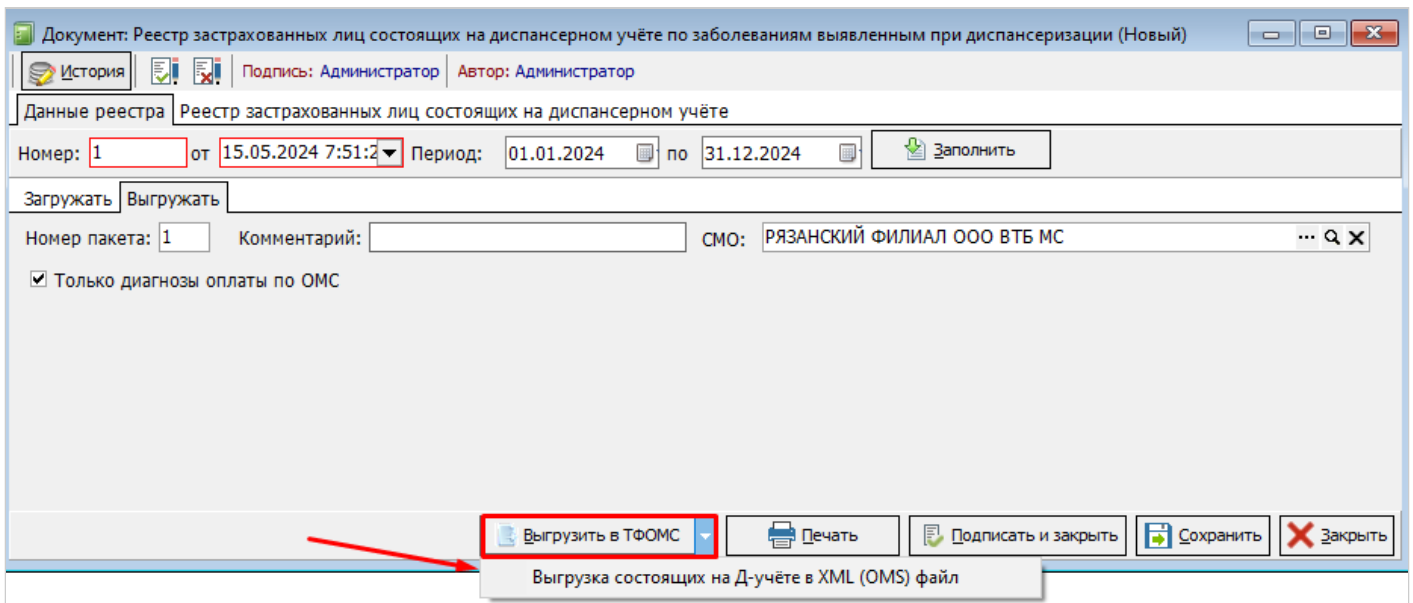 Документ: Реестр застрахованных лиц состоящих на диспансерном учёте по заболеваниям выявленным при диспансеризации (Новый)
История Подпись: Администратор Автор: Администратор
Данные реестра Реестр застрахованных лиц состоящих на диспансерном учёте
Номер: 1 от 15.05.2024 7:51:2 Период: 01.01.2024 по 31.12.2024 Заполнить
Загружать Выгружать
Номер пакета: 1 Комментарий: СМО: РЯЗАНСКИЙ ФИЛИАЛ ООО ВТБ МС
Только диагнозы оплаты по ОМС
Выгрузить в ТФОМС Печать Подписать и закрыть Сохранить Закрыть
Выгрузка состоящих на Д-учёте в XML (OMS) файл